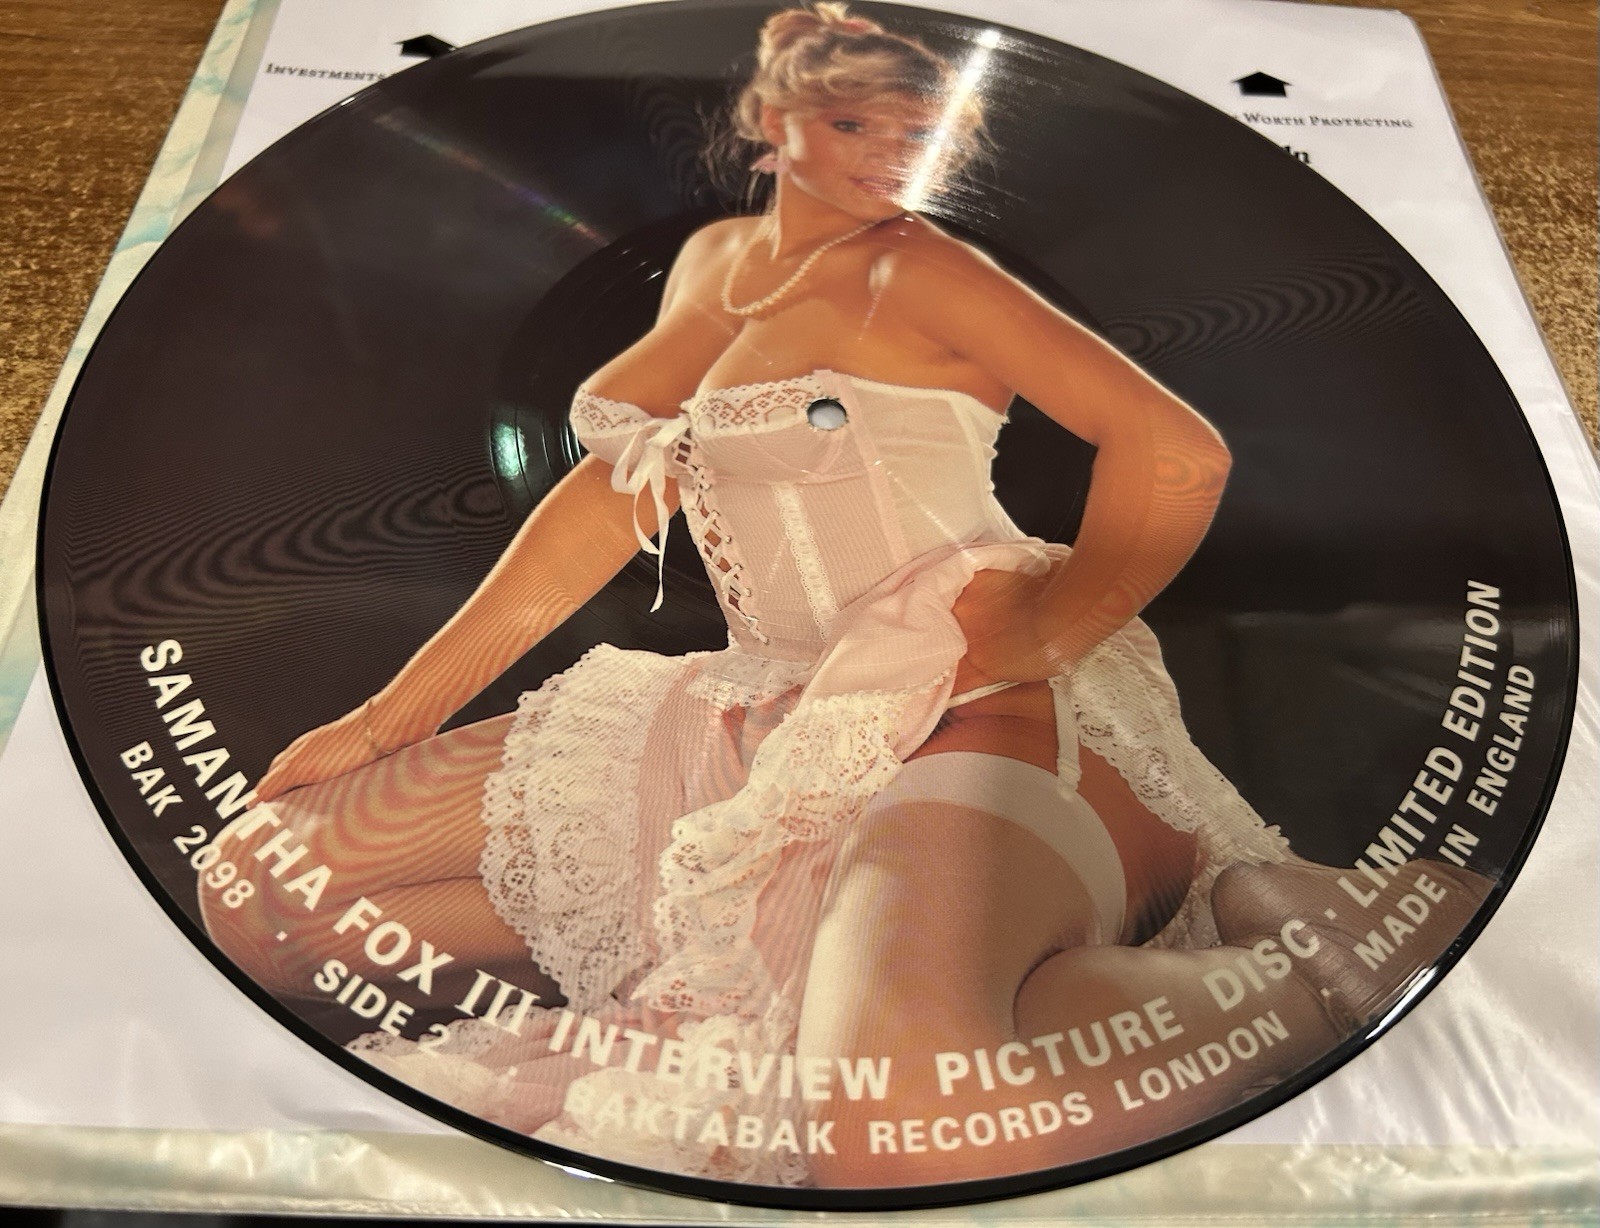 INVESTMENTS
WORTH PROTECTING
SAMANTHA FOX III INTERVIEW PICTURE DISC · LIMITED EDITION
BAK 2098 · SIDE 2 BAKTABAK RECORDS LONDON · MADE IN ENGLAND